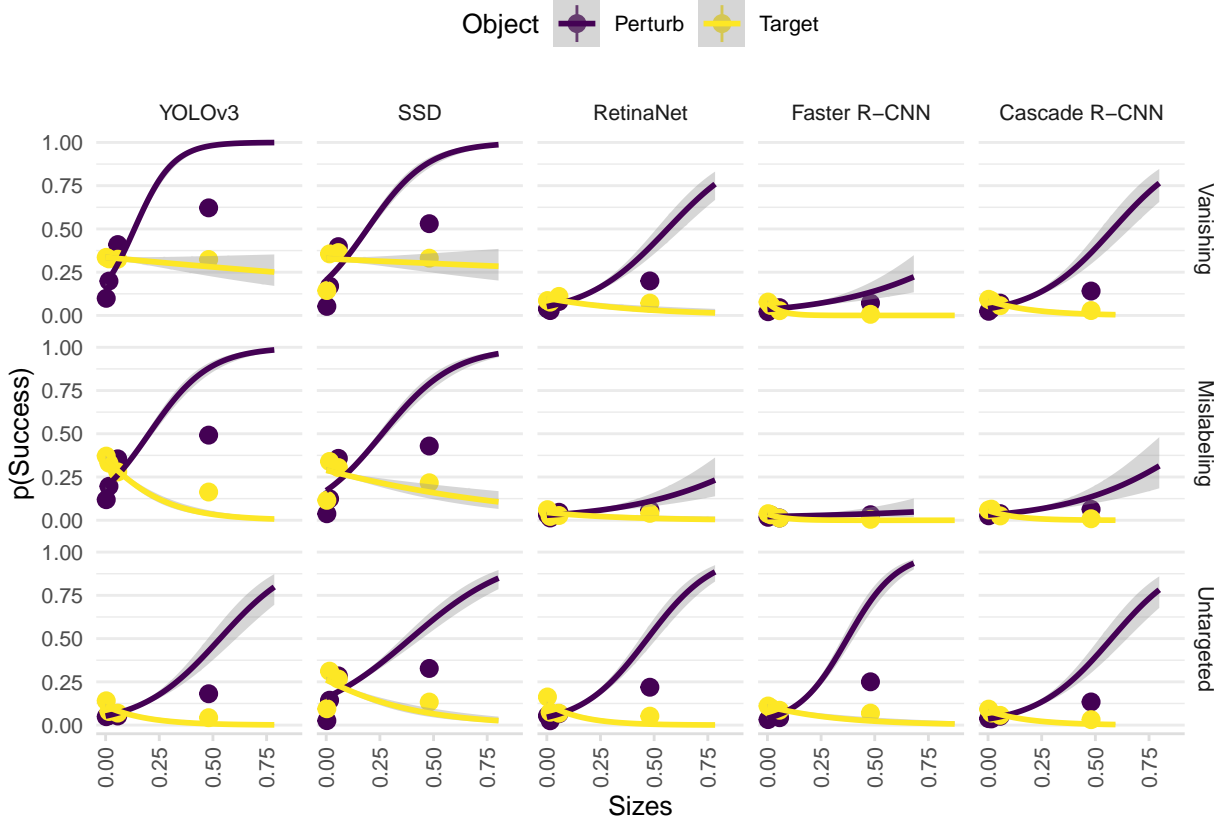 Object Perturb Target
YOLOv3 SSD RetinaNet Faster R−CNN Cascade R−CNN
1.00
0.75
0.50
0.25
0.00
Vanishing
1.00
0.75
0.50
0.25
0.00
Mislabeling
1.00
0.75
0.50
0.25
0.00
Untargeted
p(Success)
0.00 0.25 0.50 0.75 0.00 0.25 0.50 0.75 0.00 0.25 0.50 0.75 0.00 0.25 0.50 0.75 0.00 0.25 0.50 0.75
Sizes